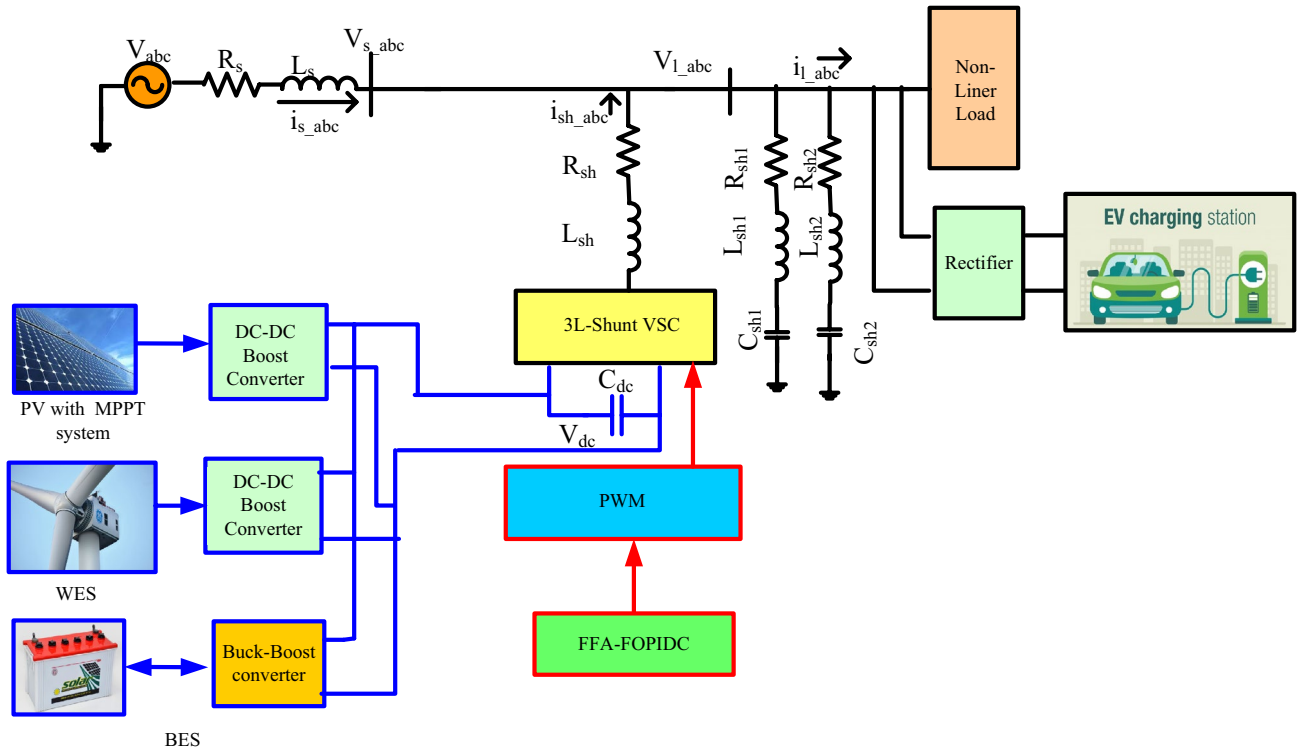 V_abc
R_s
L_s
V_s_abc
i_s_abc
i_sh_abc
V_l_abc
i_l_abc
Non-
Liner
Load
R_sh
L_sh
R_sh1
L_sh1
C_sh1
R_sh2
L_sh2
C_sh2
Rectifier
EV charging station
3L-Shunt VSC
C_dc
V_dc
DC-DC
Boost
Converter
PV with MPPT
system
DC-DC
Boost
Converter
WES
PWM
FFA-FOPIDC
Buck-Boost
converter
solar
BES